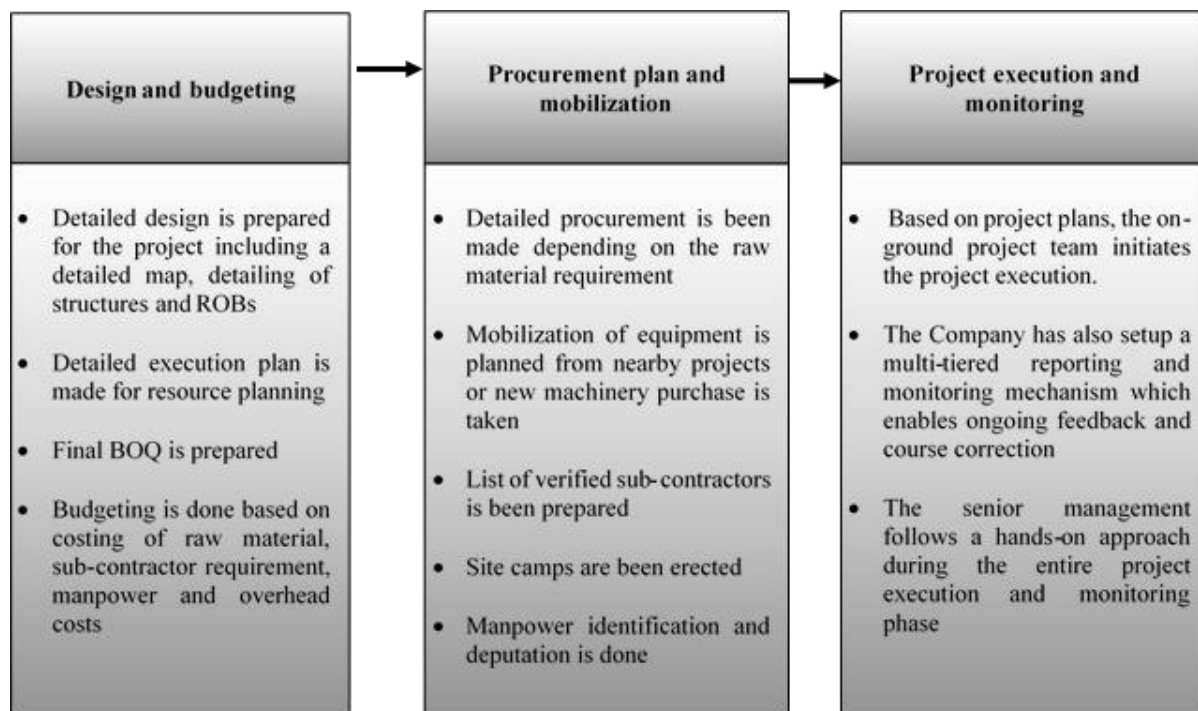 Design and budgeting
• Detailed design is prepared
for the project including a
detailed map, detailing of
structures and ROBs
• Detailed execution plan is
made for resource planning
• Final BOQ is prepared
• Budgeting is done based on
costing of raw material,
sub-contractor requirement,
manpower and overhead
costs
Procurement plan and
mobilization
• Detailed procurement is been
made depending on the raw
material requirement
• Mobilization of equipment is
planned from nearby projects
or new machinery purchase is
taken
• List of verified sub-contractors
is been prepared
• Site camps are been erected
• Manpower identification and
deputation is done
Project execution and
monitoring
• Based on project plans, the on-
ground project team initiates
the project execution.
• The Company has also setup a
multi-tiered reporting and
monitoring mechanism which
enables ongoing feedback and
course correction
• The senior management
follows a hands-on approach
during the entire project
execution and monitoring
phase